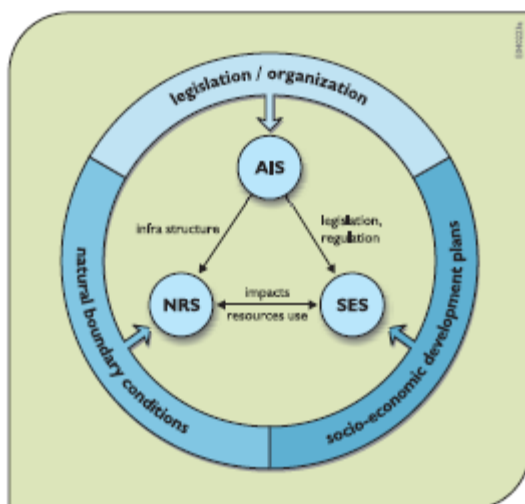 legislation / organization
AIS
infra structure
legislation,
regulation
NRS
impacts
resources use
SES
natural boundary conditions
socio-economic development plans